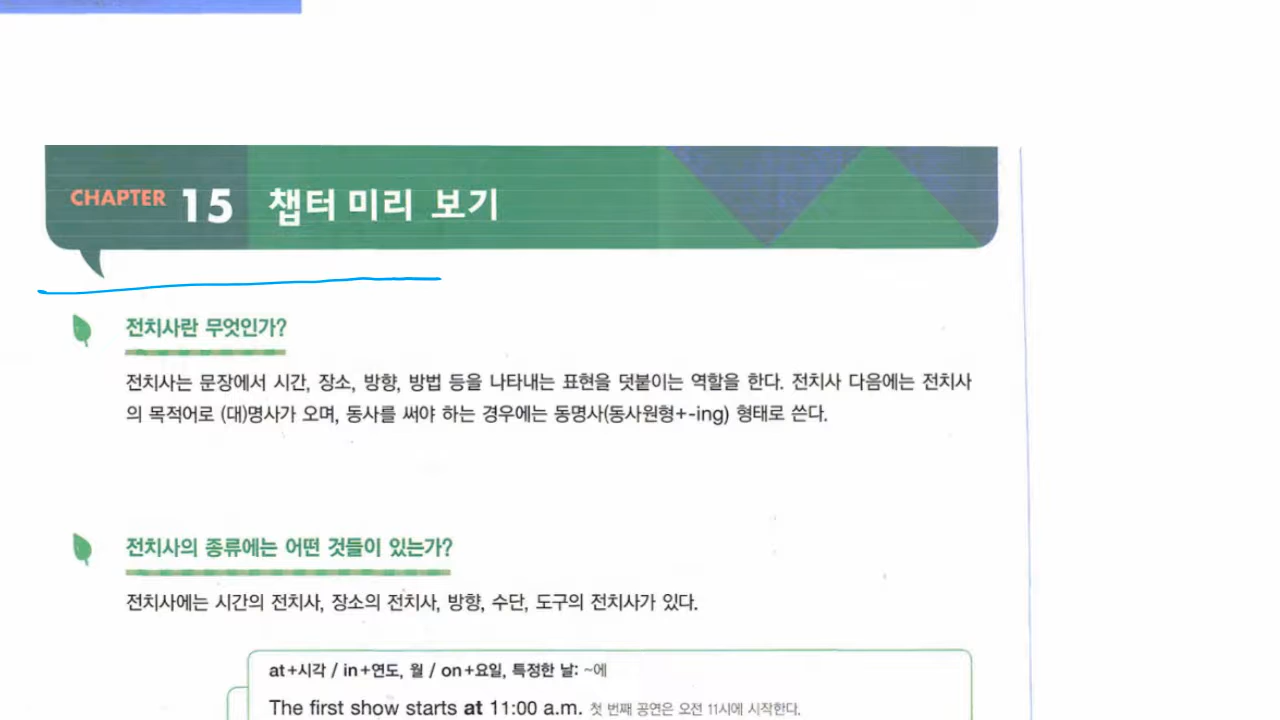 CHAPTER 15 챕터 미리 보기
전치사란 무엇인가?
전치사는 문장에서 시간, 장소, 방향, 방법 등을 나타내는 표현을 덧붙이는 역할을 한다. 전치사 다음에는 전치사
의 목적어로 (대)명사가 오며, 동사를 써야 하는 경우에는 동명사(동사원형+-ing) 형태로 쓴다.
전치사의 종류에는 어떤 것들이 있는가?
전치사에는 시간의 전치사, 장소의 전치사, 방향, 수단, 도구의 전치사가 있다.
at+시각 / in+연도, 월 / on+요일, 특정한 날: ~에
The first show starts at 11:00 a.m. 첫 번째 공연은 오전 11시에 시작한다.